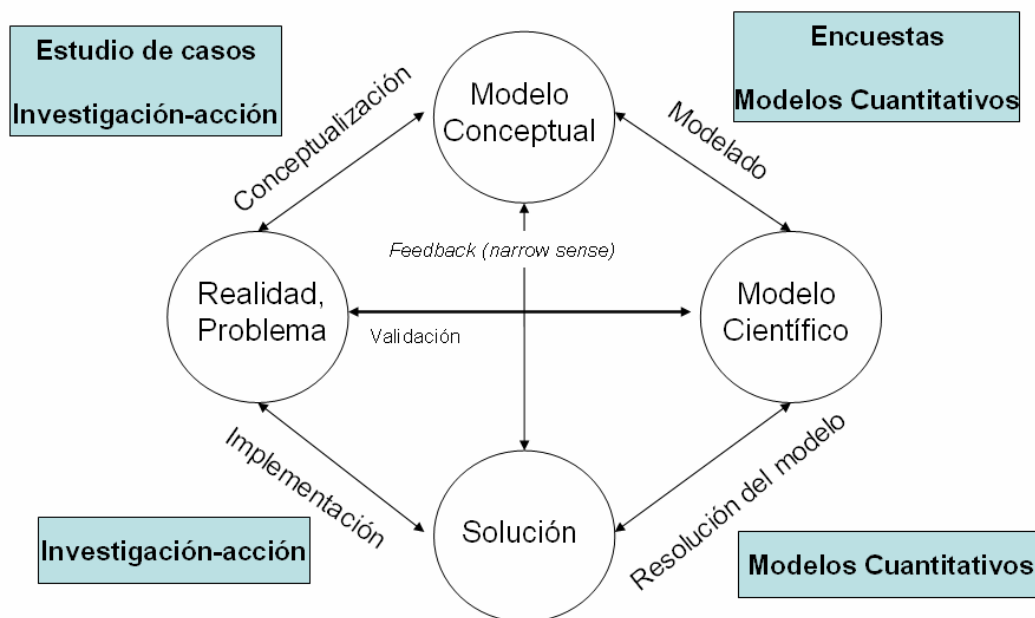 Estudio de casos
Investigación-acción
Encuestas
Modelos Cuantitativos
Modelo
Conceptual
Conceptualización
Modelado
Feedback (narrow sense)
Realidad,
Problema
Validación
Modelo
Científico
Implementación
Solución
Resolución del modelo
Investigación-acción
Modelos Cuantitativos